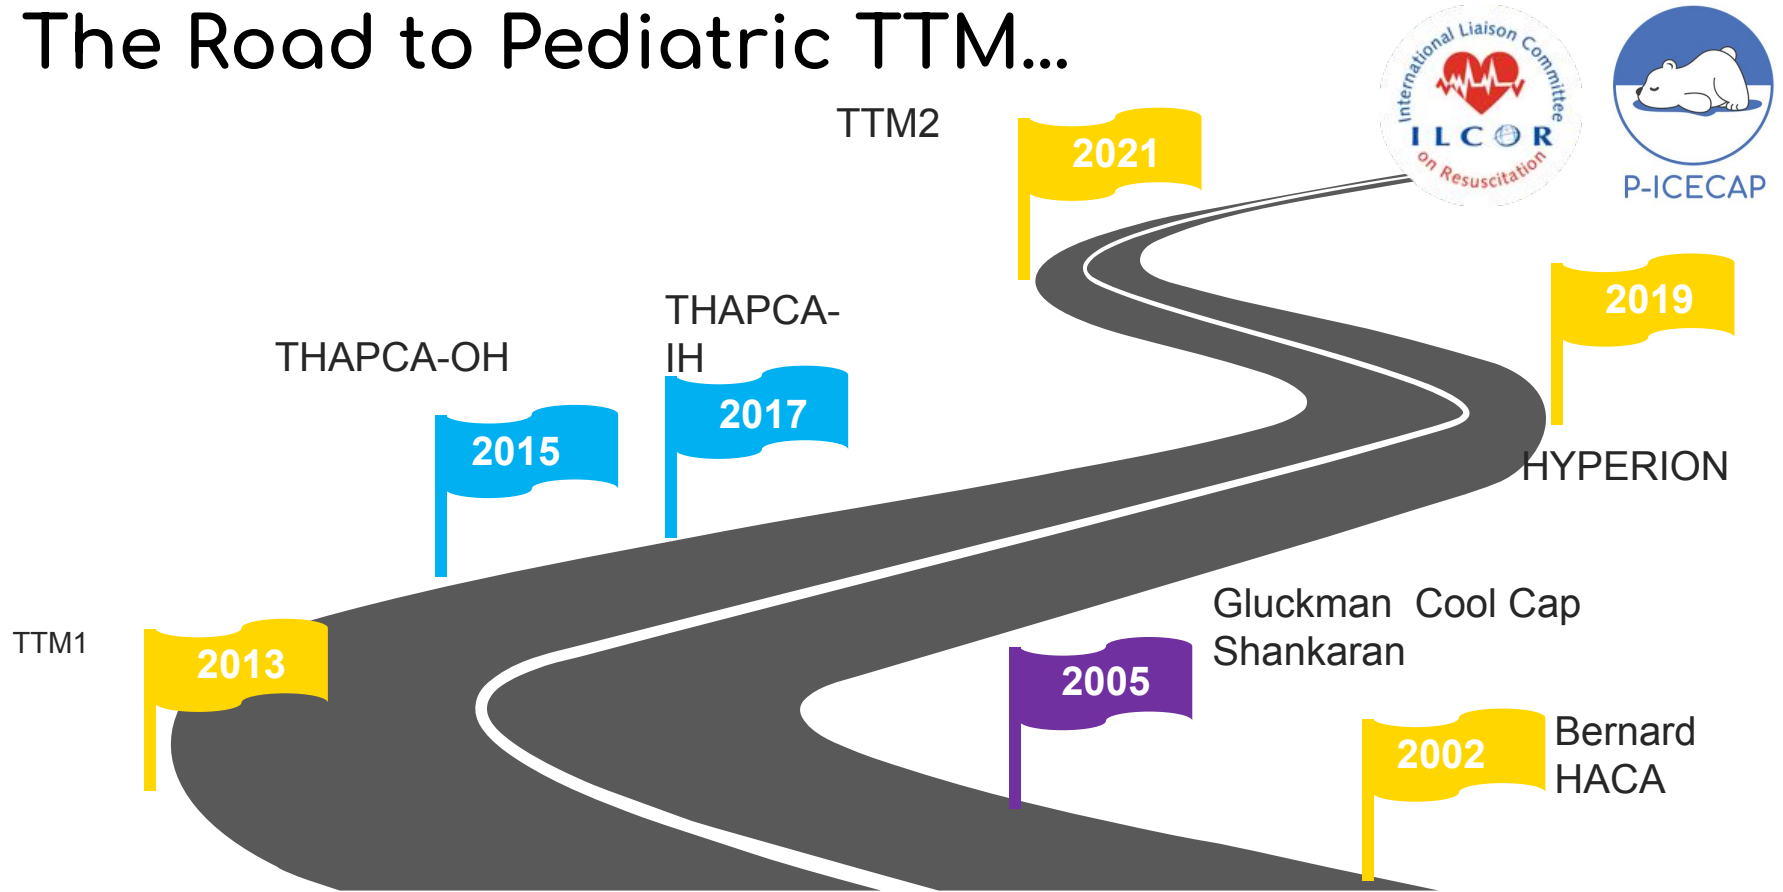 The Road to Pediatric TTM...
International Liaison Committee
ILCOR
on Resuscitation
P-ICECAP
TTM2
2021
2019
HYPERION
THAPCA-
IH
2017
THAPCA-OH
2015
TTM1
2013
Gluckman  Cool Cap
Shankaran
2005
2002
Bernard
HACA